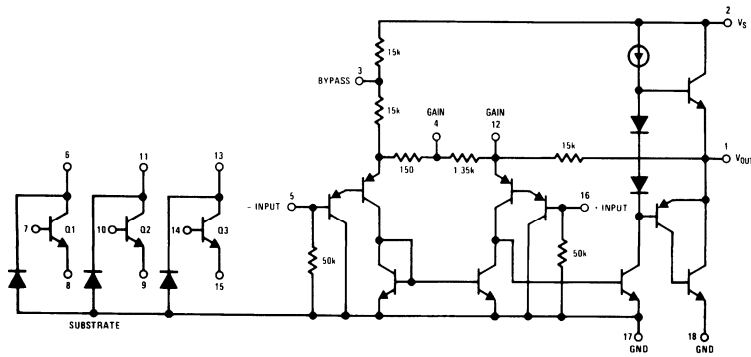 2 Vs
15k
3
BYPASS
15k
GAIN
4
GAIN
12
15k
1 VOUT
150
1.35k
6
11
13
5
- INPUT
16
+ INPUT
7 Q1
10 Q2
14 Q3
50k
50k
8
9
15
SUBSTRATE
17
GND
18
GND